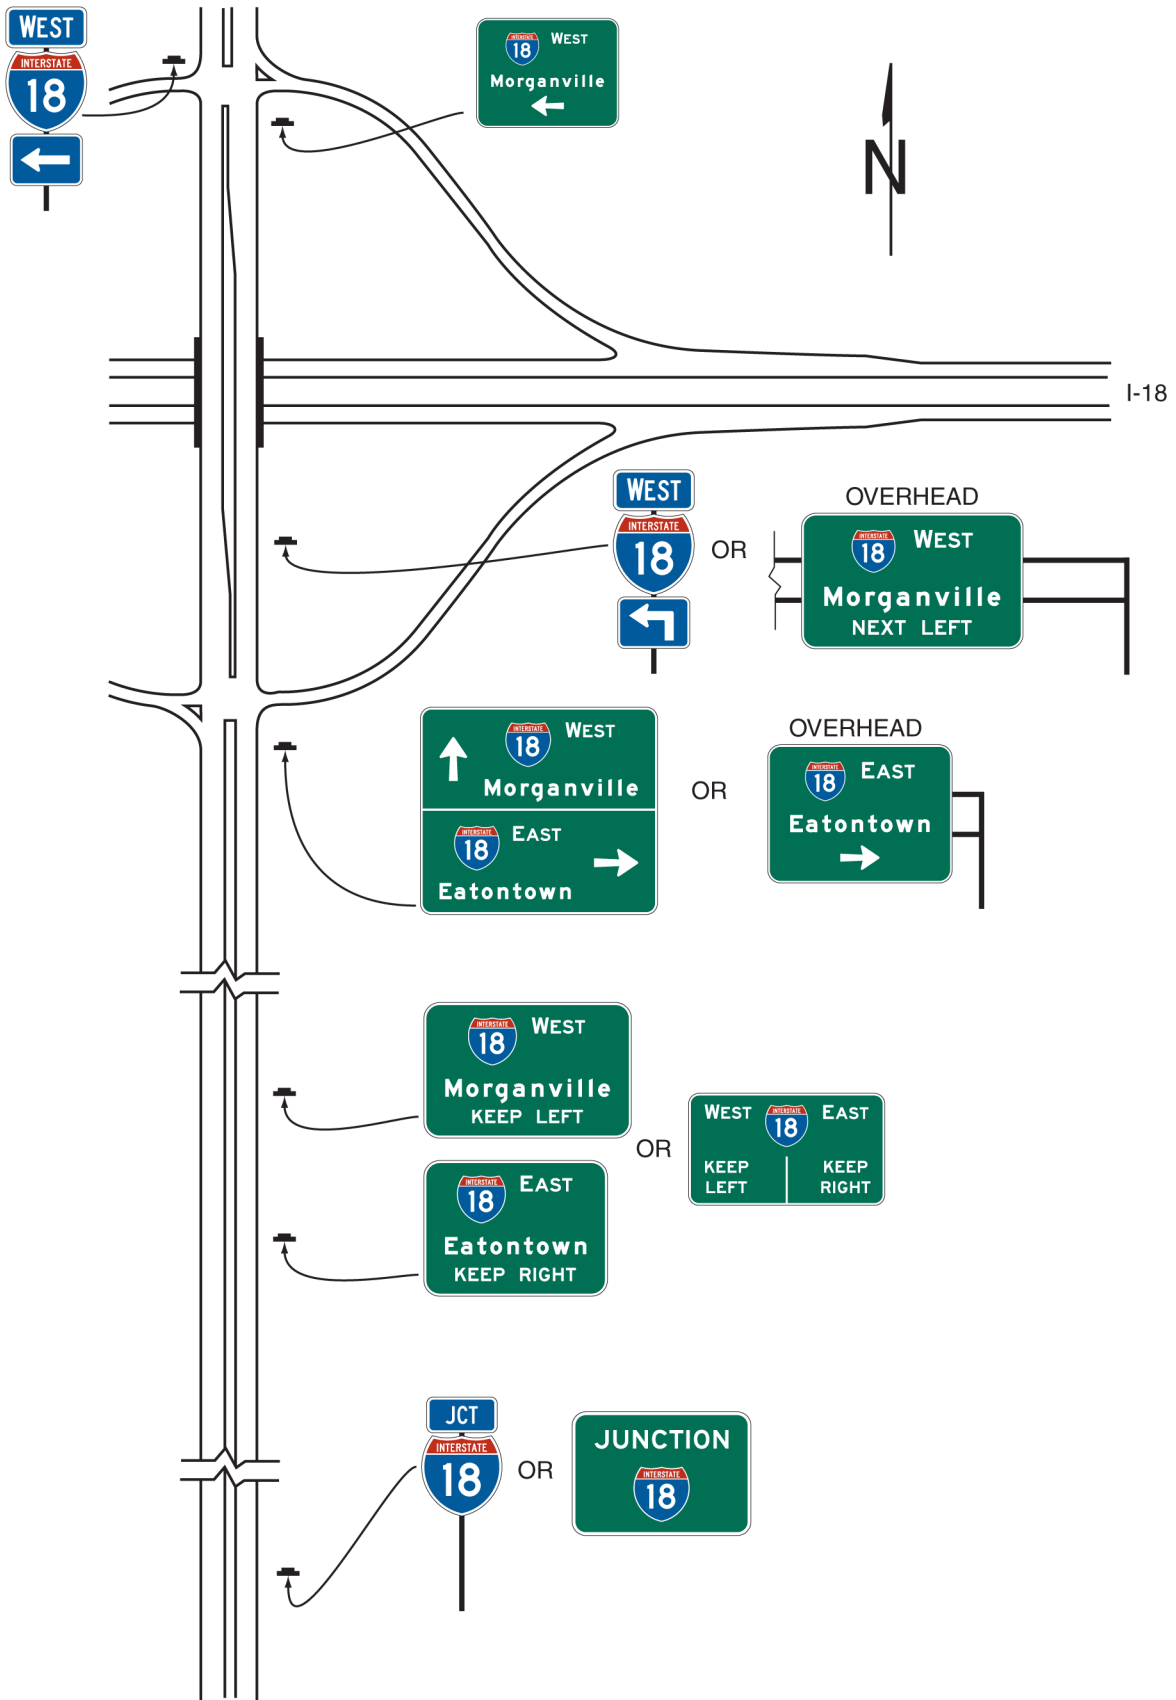 WEST
INTERSTATE
18
INTERSTATE
18 WEST
Morganville
N
I-18
WEST
INTERSTATE
18
OR
OVERHEAD
INTERSTATE
18 WEST
Morganville
NEXT LEFT
INTERSTATE
18 WEST
Morganville
INTERSTATE
18 EAST
Eatontown
OR
OVERHEAD
INTERSTATE
18 EAST
Eatontown
INTERSTATE
18 WEST
Morganville
KEEP LEFT
OR
WEST INTERSTATE EAST
18
KEEP KEEP
LEFT RIGHT
INTERSTATE
18 EAST
Eatontown
KEEP RIGHT
JCT
INTERSTATE
18
OR
JUNCTION
INTERSTATE
18